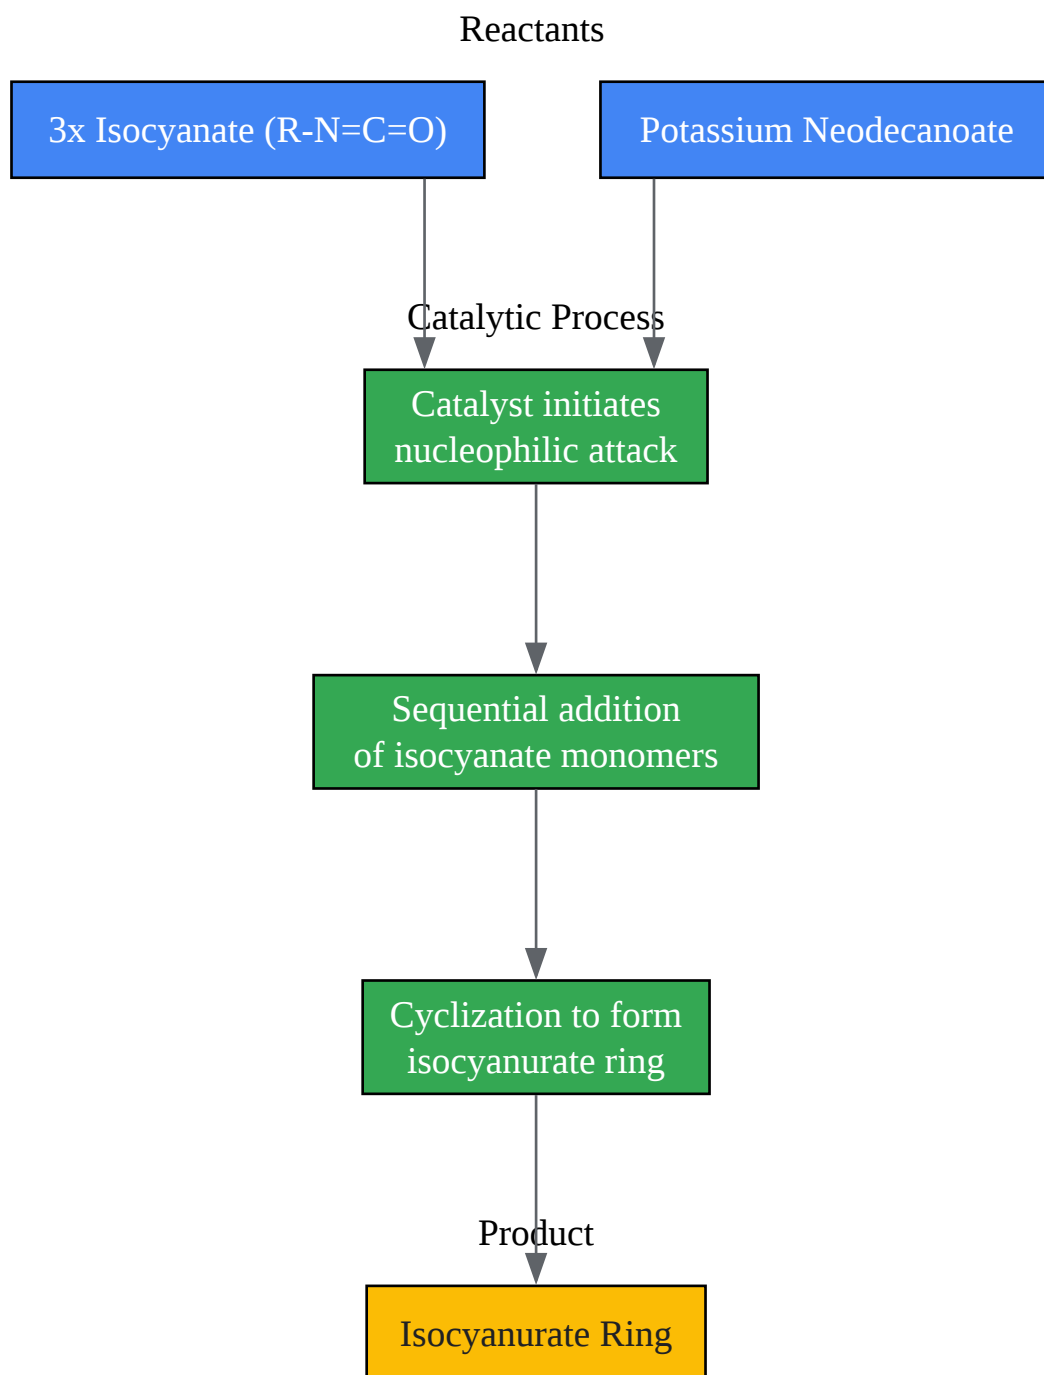 Reactants
3x Isocyanate (R-N=C=O)
Potassium Neodecanoate
Catalytic Process
Catalyst initiates
nucleophilic attack
Sequential addition
of isocyanate monomers
Cyclization to form
isocyanurate ring
Product
Isocyanurate Ring